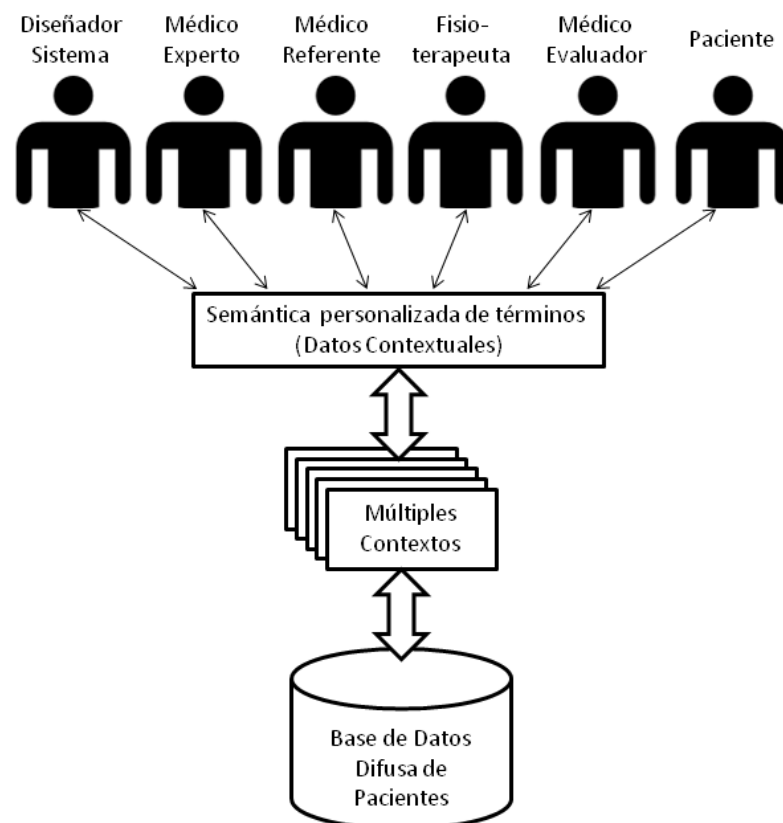 Diseñador
Sistema
Médico
Experto
Médico
Referente
Fisio-
terapeuta
Médico
Evaluador
Paciente
Semántica personalizada de términos
(Datos Contextuales)
Múltiples
Contextos
Base de Datos
Difusa de
Pacientes